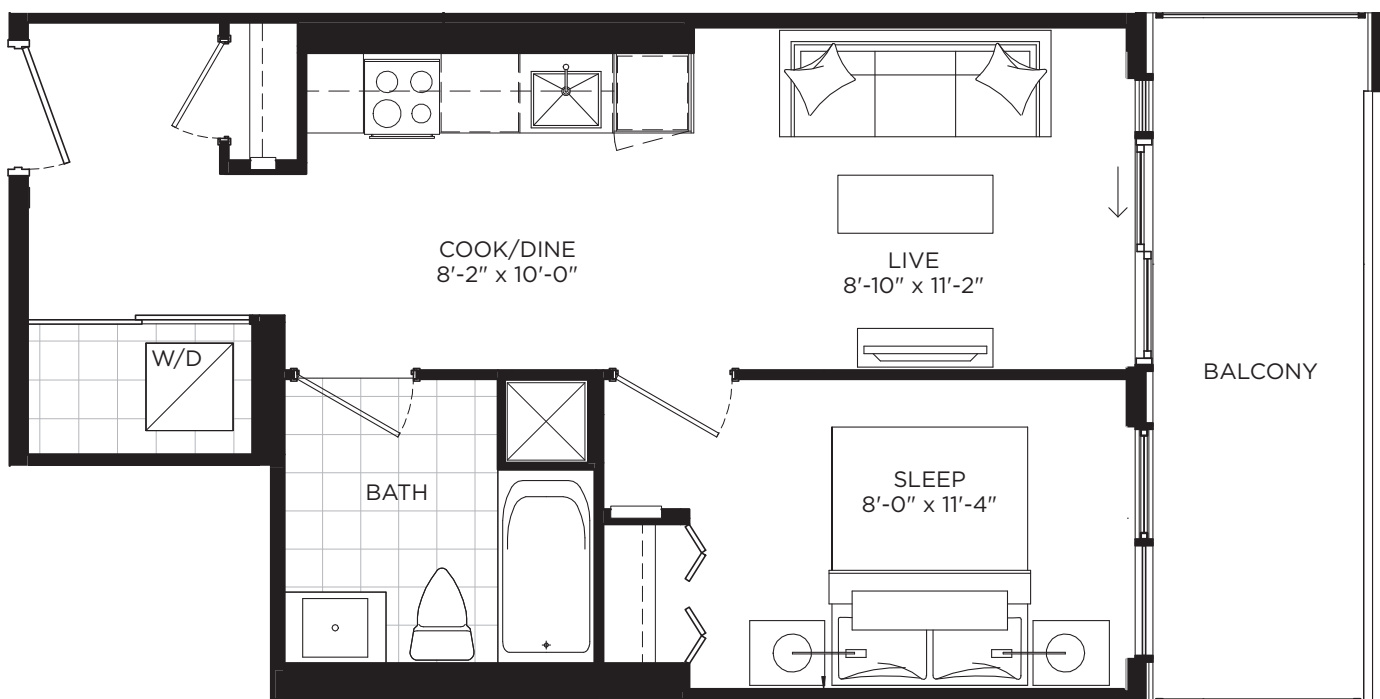 COOK/DINE
8'-2" x 10'-0"
LIVE
8'-10" x 11'-2"
W/D
BALCONY
BATH
SLEEP
8'-0" x 11'-4"